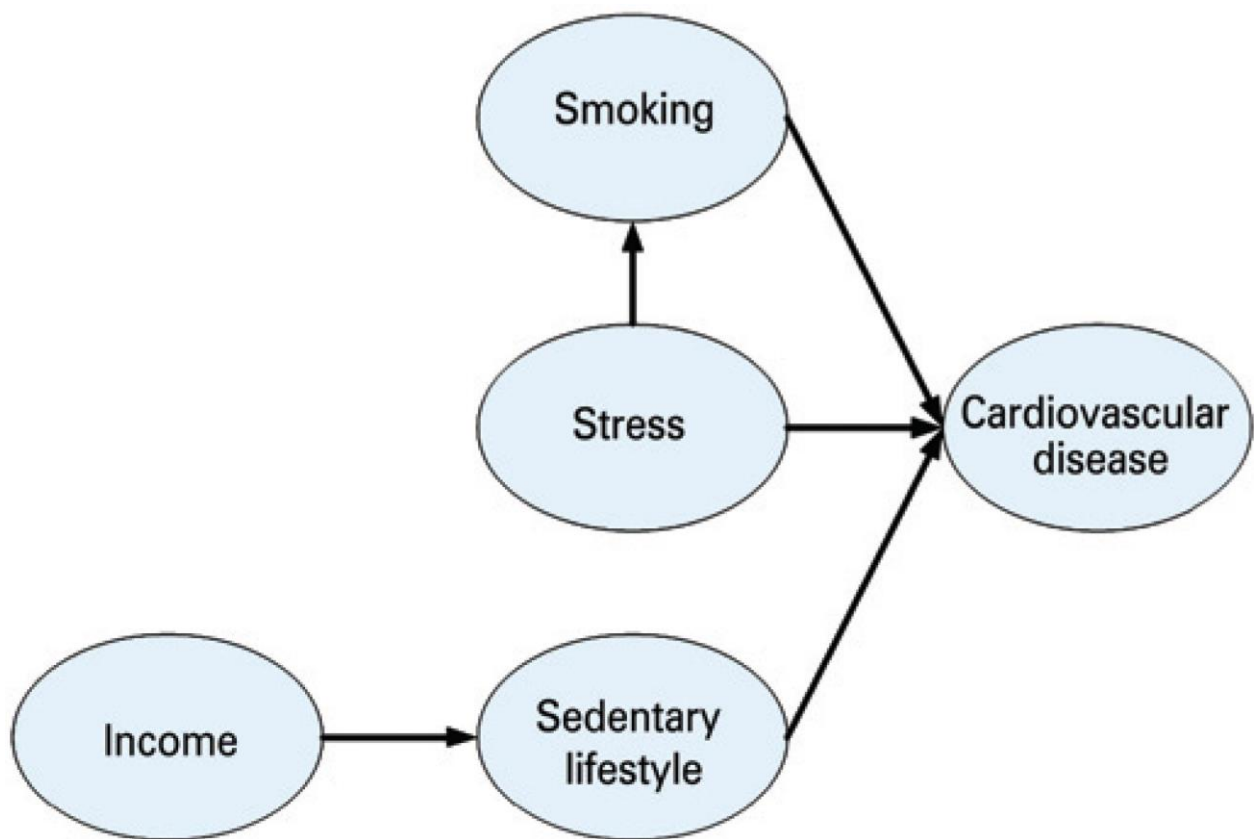 Smoking
Stress
Cardiovascular
disease
Income
Sedentary
lifestyle